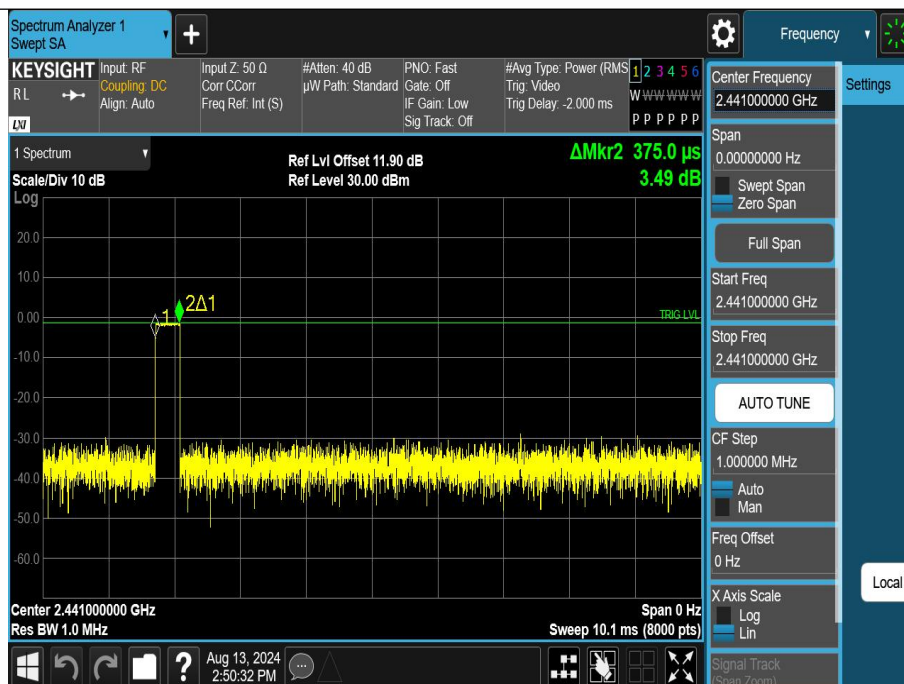 Spectrum Analyzer 1
Swept SA
Frequency
KEYSIGHT
R L
LXI
Input: RF
Coupling: DC
Align: Auto
Input Z: 50 Ω
Corr CCorr
Freq Ref: Int (S)
#Atten: 40 dB
µW Path: Standard
PNO: Fast
Gate: Off
IF Gain: Low
Sig Track: Off
#Avg Type: Power (RMS
Trig: Video
Trig Delay: -2.000 ms
1 2 3 4 5 6
W W W W W W
P P P P P P
1 Spectrum
Scale/Div 10 dB
Log
Ref Lvl Offset 11.90 dB
Ref Level 30.00 dBm
ΔMkr2 375.0 µs
3.49 dB
20.0
10.0
0.00
-10.0
-20.0
-30.0
-40.0
-50.0
-60.0
1
2Δ1
TRIG LVL
Center 2.441000000 GHz
Res BW 1.0 MHz
Span 0 Hz
Sweep 10.1 ms (8000 pts)
Center Frequency
2.441000000 GHz
Settings
Span
0.00000000 Hz
Swept Span
Zero Span
Full Span
Start Freq
2.441000000 GHz
Stop Freq
2.441000000 GHz
AUTO TUNE
CF Step
1.000000 MHz
Auto
Man
Freq Offset
0 Hz
Local
X Axis Scale
Log
Lin
Signal Track
(Span Zoom)
?
Aug 13, 2024
2:50:32 PM